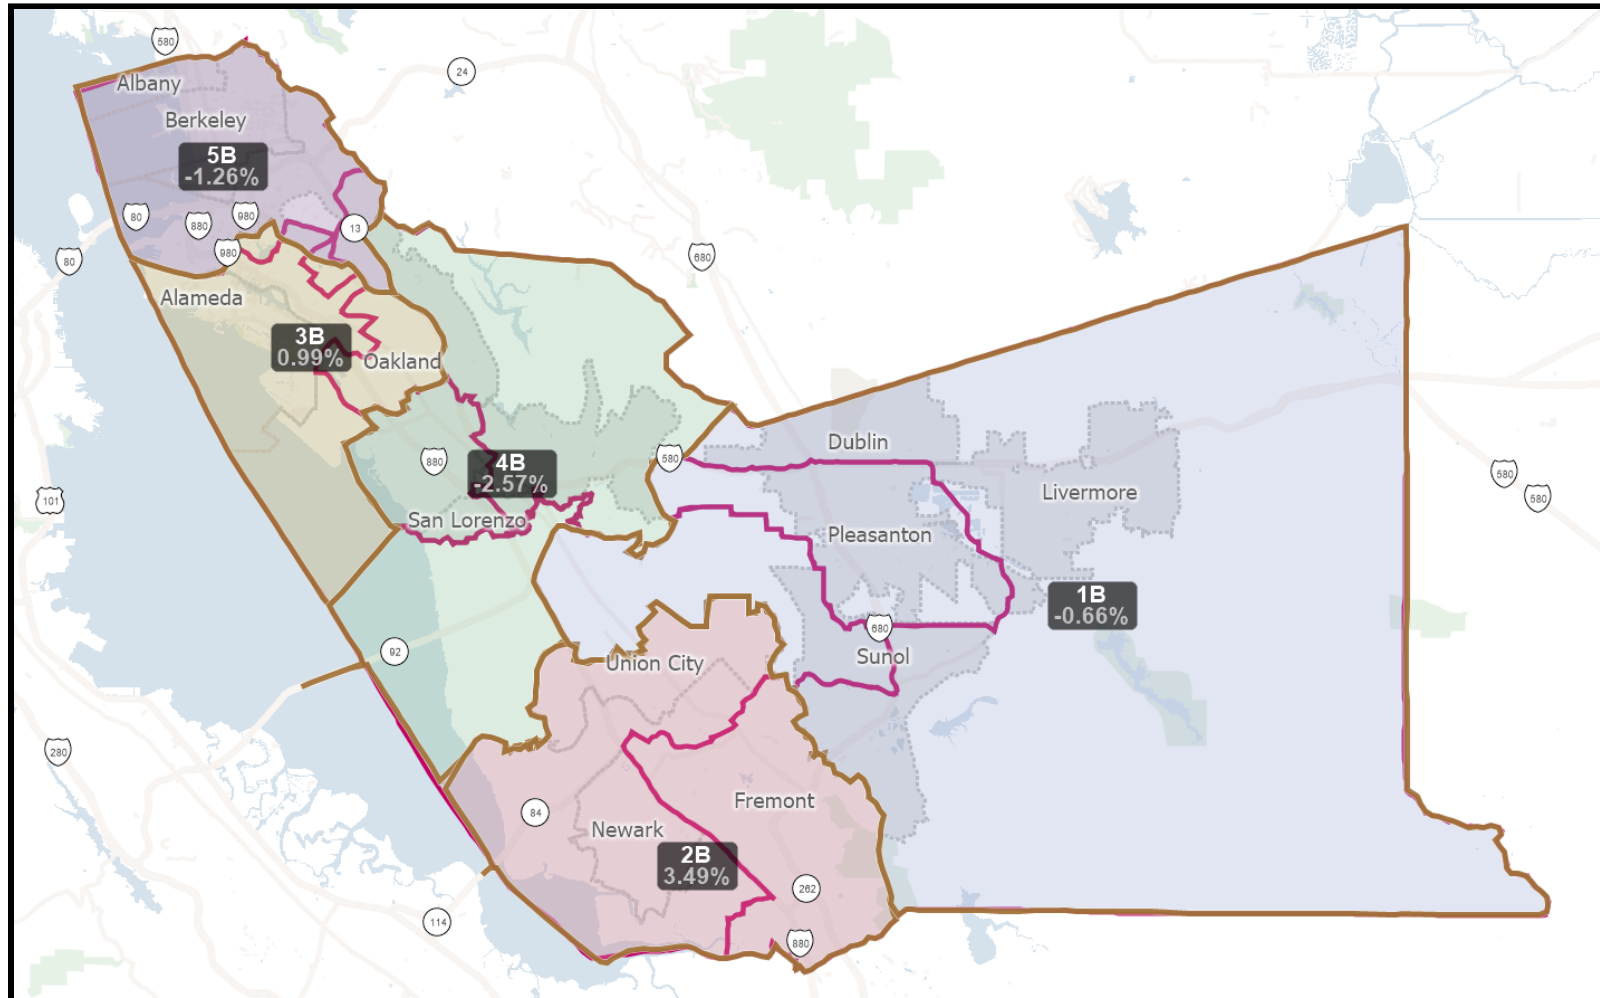 580
24
Albany
Berkeley
5B
-1.26%
80
880
980
13
980
80
680
Alameda
3B
0.99%
Oakland
880
4B
-2.57%
580
Dublin
Livermore
580
580
101
San Lorenzo
Pleasanton
1B
-0.66%
680
92
Union City
Sunol
280
84
Newark
Fremont
2B
3.49%
262
114
880